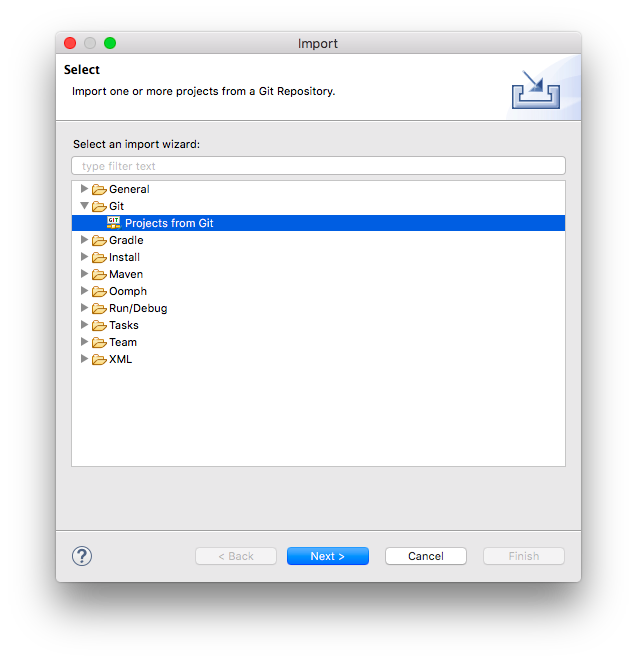 Import
Select
Import one or more projects from a Git Repository.
Select an import wizard:
type filter text
General
Git
GIT
Projects from Git
Gradle
Install
Maven
Oomph
Run/Debug
Tasks
Team
XML
?
< Back
Next >
Cancel
Finish